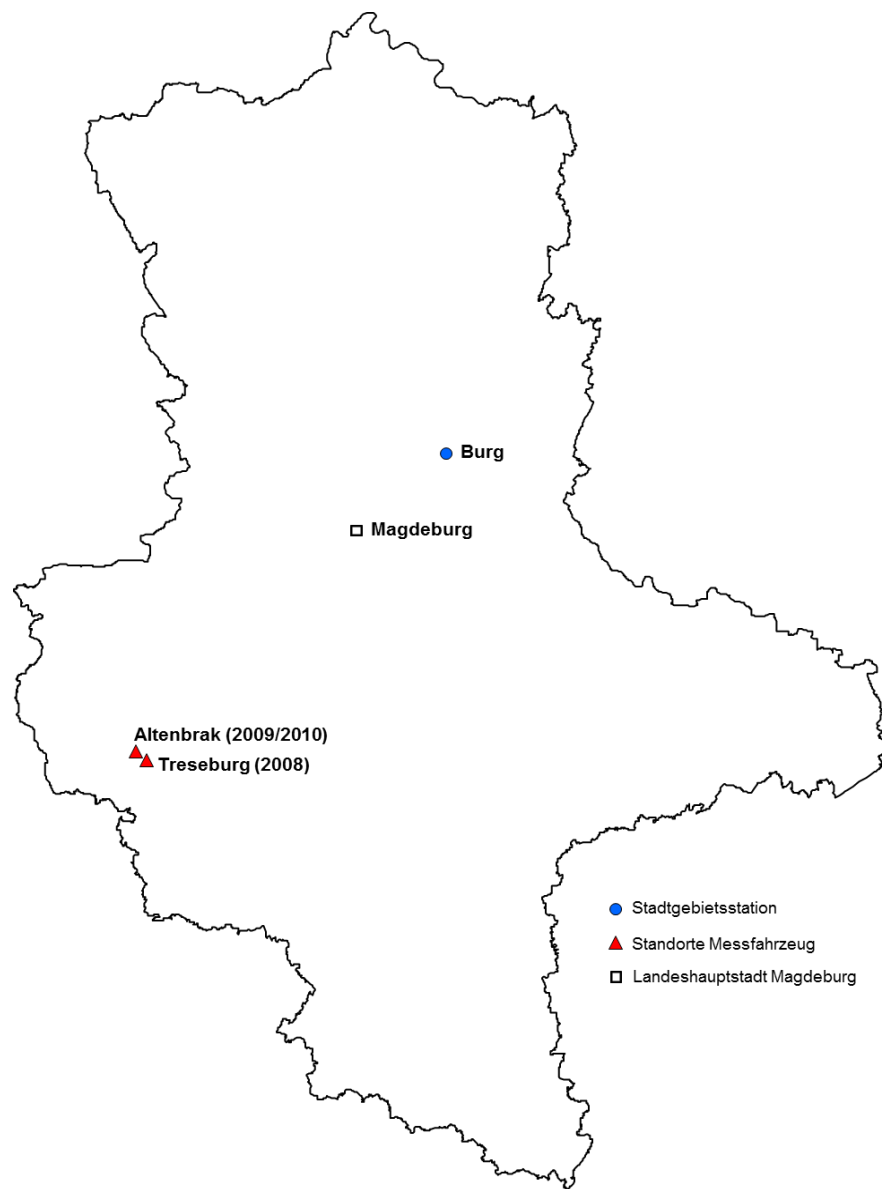 Burg
Magdeburg
Altenbrak (2009/2010)
Treseburg (2008)
Stadtgebietsstation
Standorte Messfahrzeug
Landeshauptstadt Magdeburg